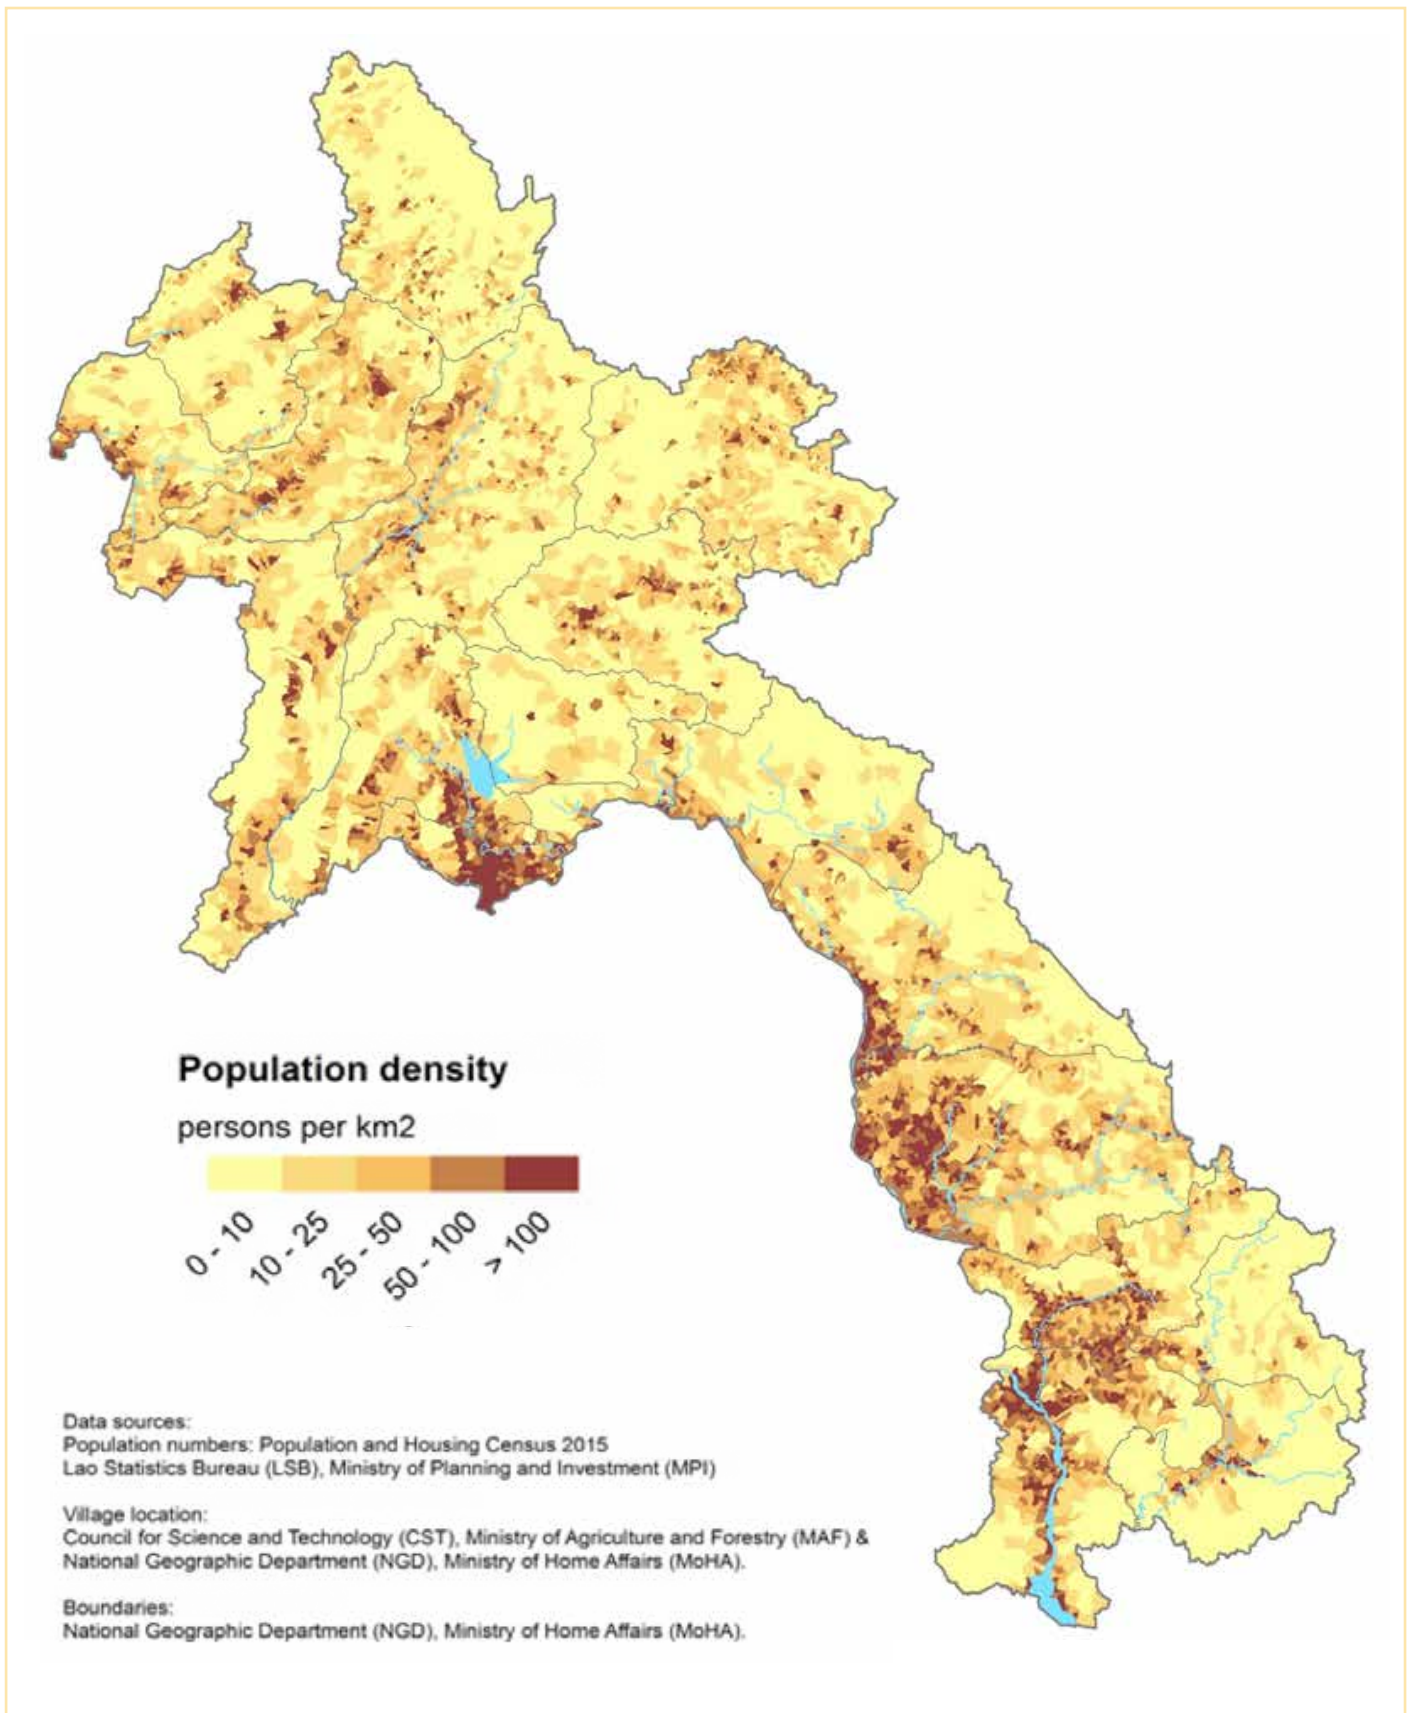 Population density
persons per km2
0 - 10
10 - 25
25 - 50
50 - 100
> 100
Data sources:
Population numbers: Population and Housing Census 2015
Lao Statistics Bureau (LSB), Ministry of Planning and Investment (MPI)
Village location:
Council for Science and Technology (CST), Ministry of Agriculture and Forestry (MAF) &
National Geographic Department (NGD), Ministry of Home Affairs (MoHA).
Boundaries:
National Geographic Department (NGD), Ministry of Home Affairs (MoHA).